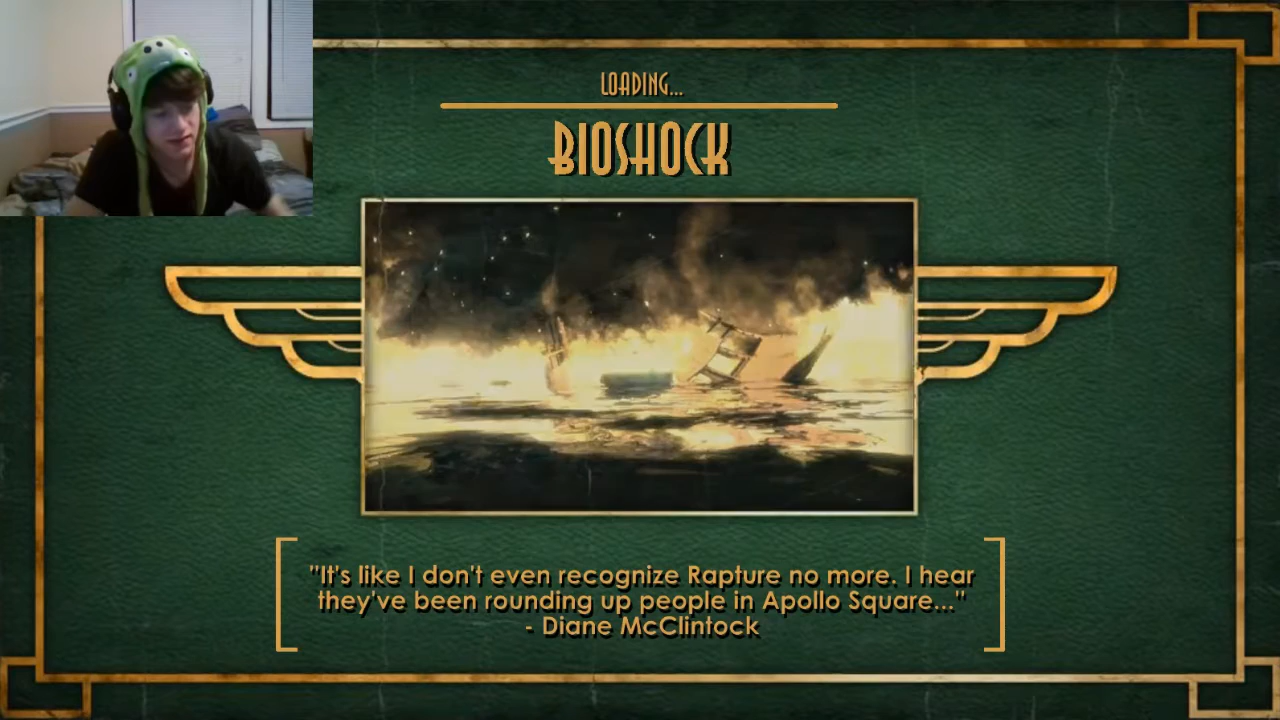 LOADING...
BIOSHOCK
"It's like I don't even recognize Rapture no more. I hear
they've been rounding up people in Apollo Square..."
- Diane McClintock